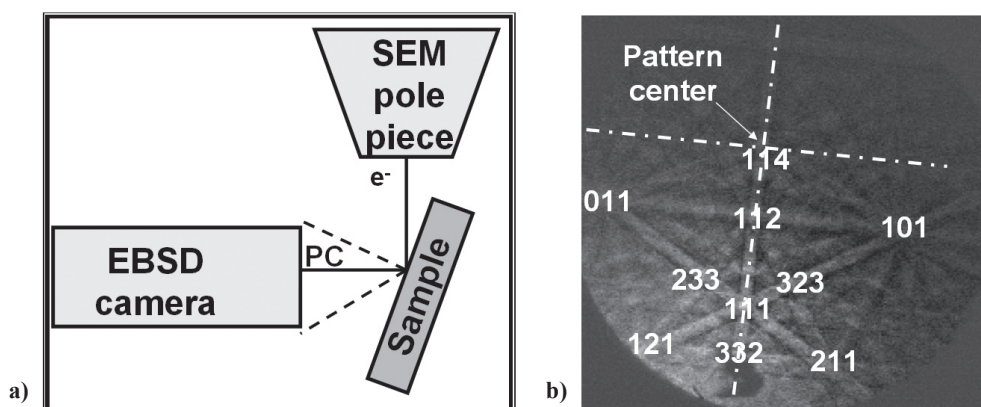 SEM
pole
piece
e-
PC
EBSD
camera
Sample
a)
Pattern
center
114
011
112
101
233
323
111
121
332
211
b)